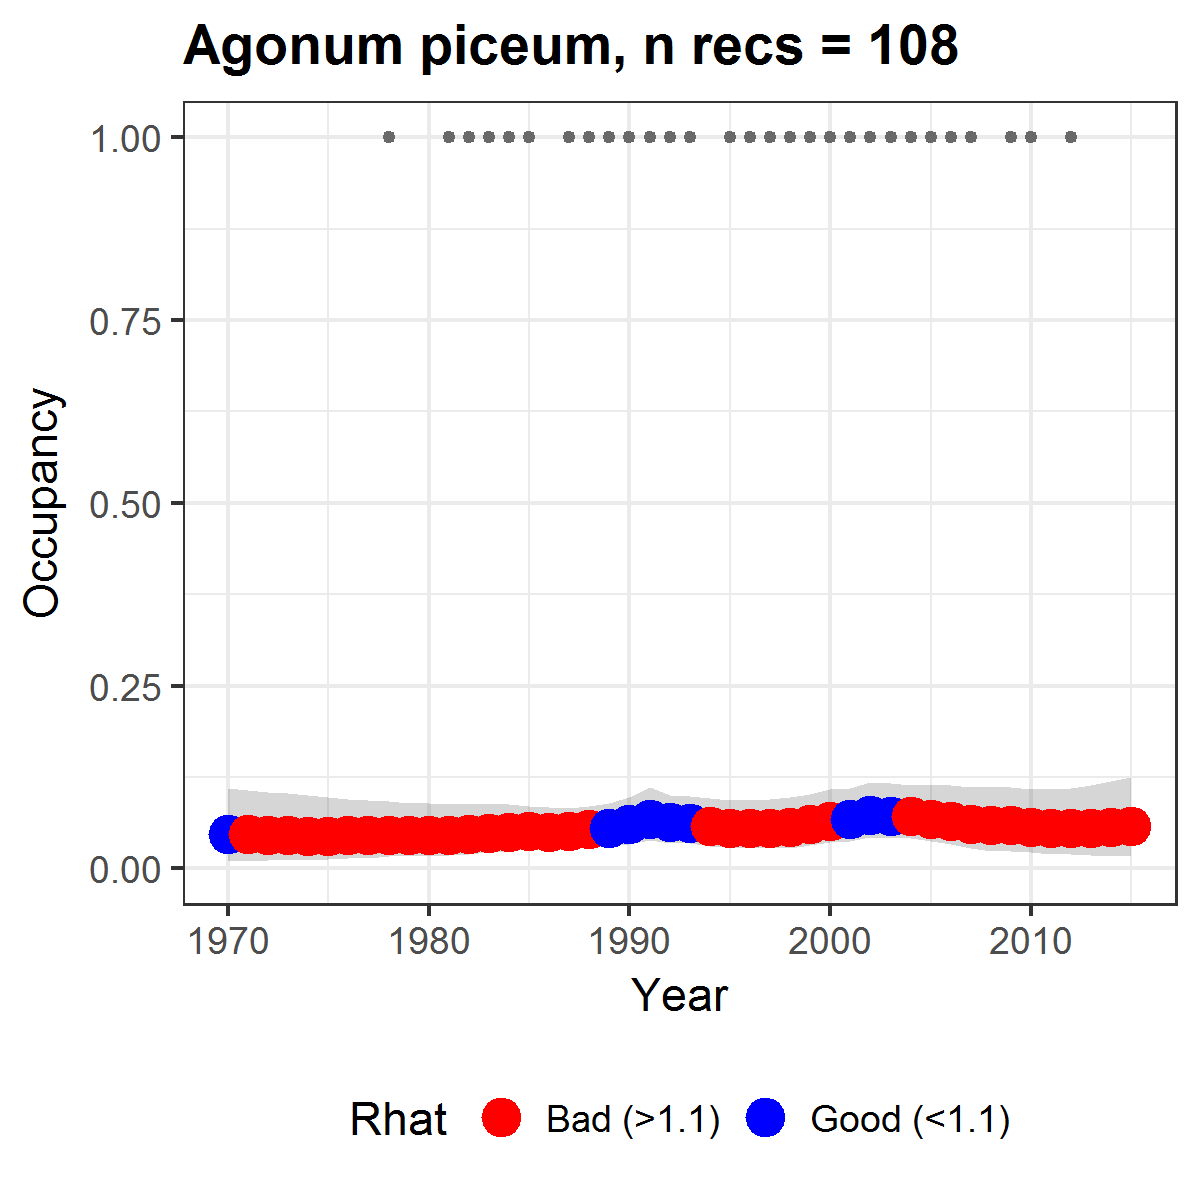 Agonum piceum, n recs = 108
1.00
0.75
0.50
0.25
0.00
Occupancy
1970 1980 1990 2000 2010
Year
Rhat Bad (>1.1) Good (<1.1)